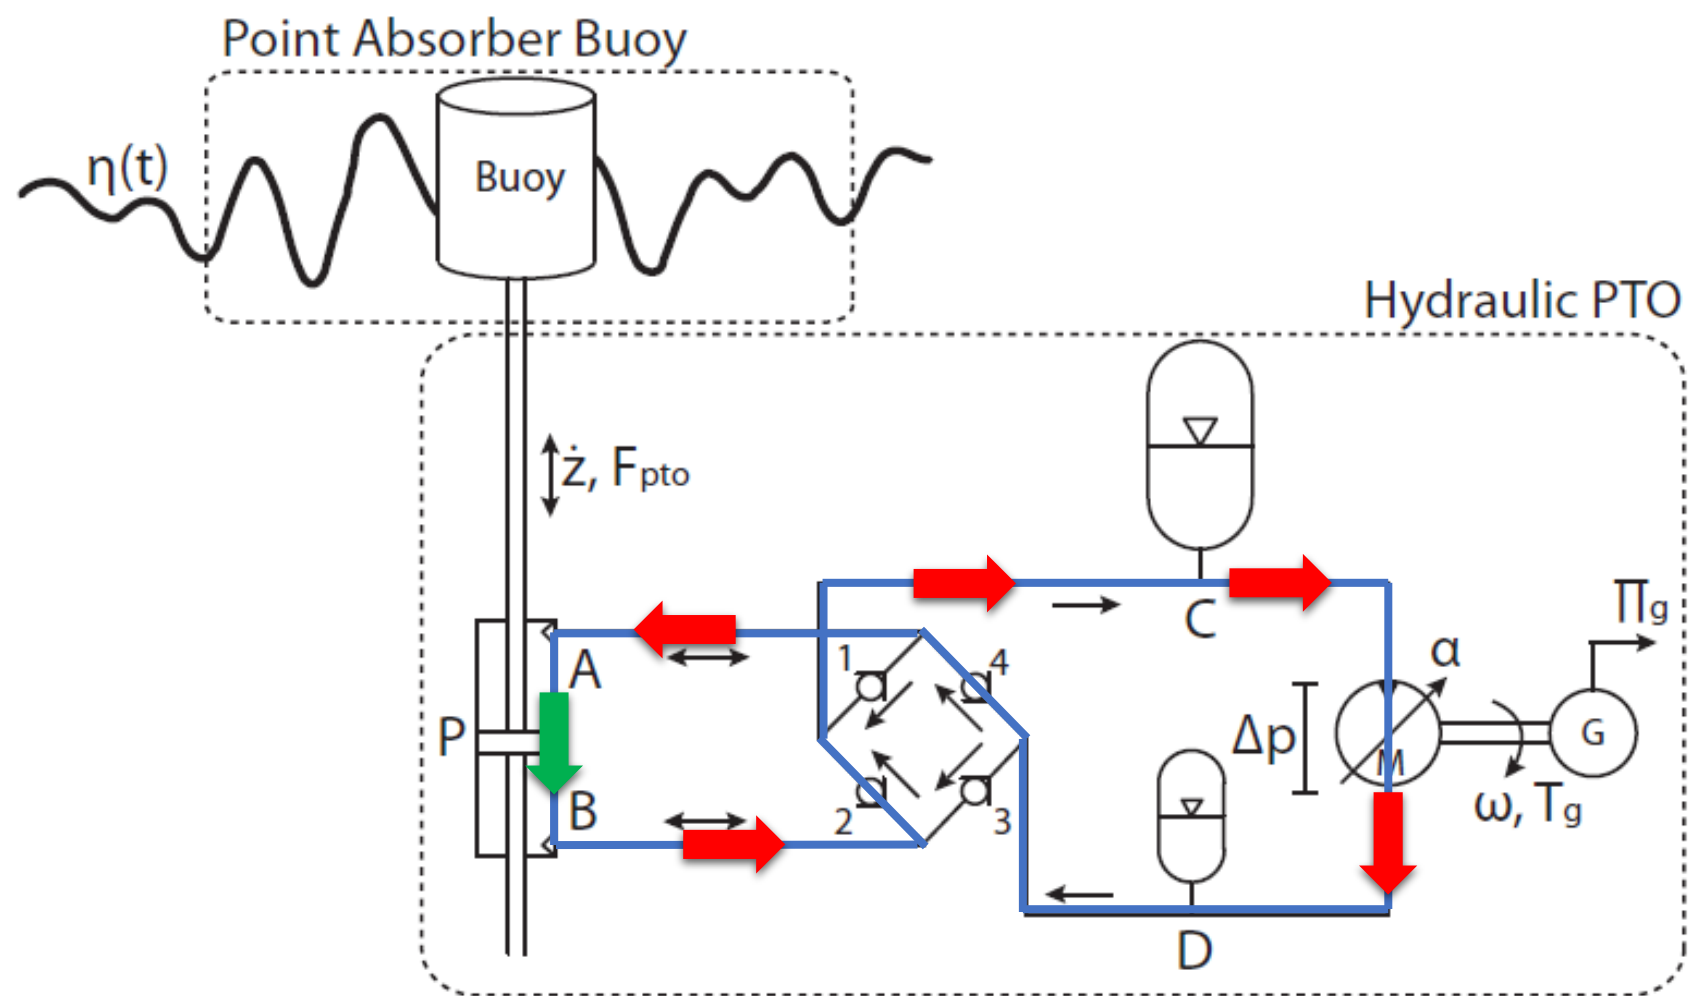 Point Absorber Buoy
η(t)
Buoy
Hydraulic PTO
ż, Fpto
C
Πg
A
1
4
α
P
Δp
M
G
B
2
3
ω, Tg
D